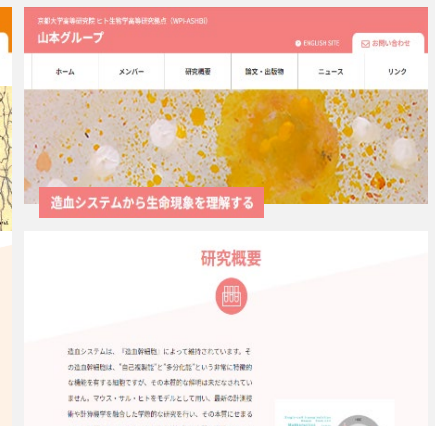 京都大学高等研究院 ヒト生物学高等研究拠点（WPI-ASHBi）
山本グループ
ENGLISH SITE
お問い合わせ
ホーム
メンバー
研究概要
論文・出版物
ニュース
リンク
造血システムから生命現象を理解する
研究概要
造血システムは、「造血幹細胞」によって維持されています。そ
の造血幹細胞は、"自己複製能"と"多分化能"という非常に特徴的
な機能を有する細胞ですが、その本質的な解明は未だなされてい
ません。マウス・サル・ヒトをモデルとして用い、最新の計測技
術や計算科学を融合した学際的な研究を行い、その本質にせまる